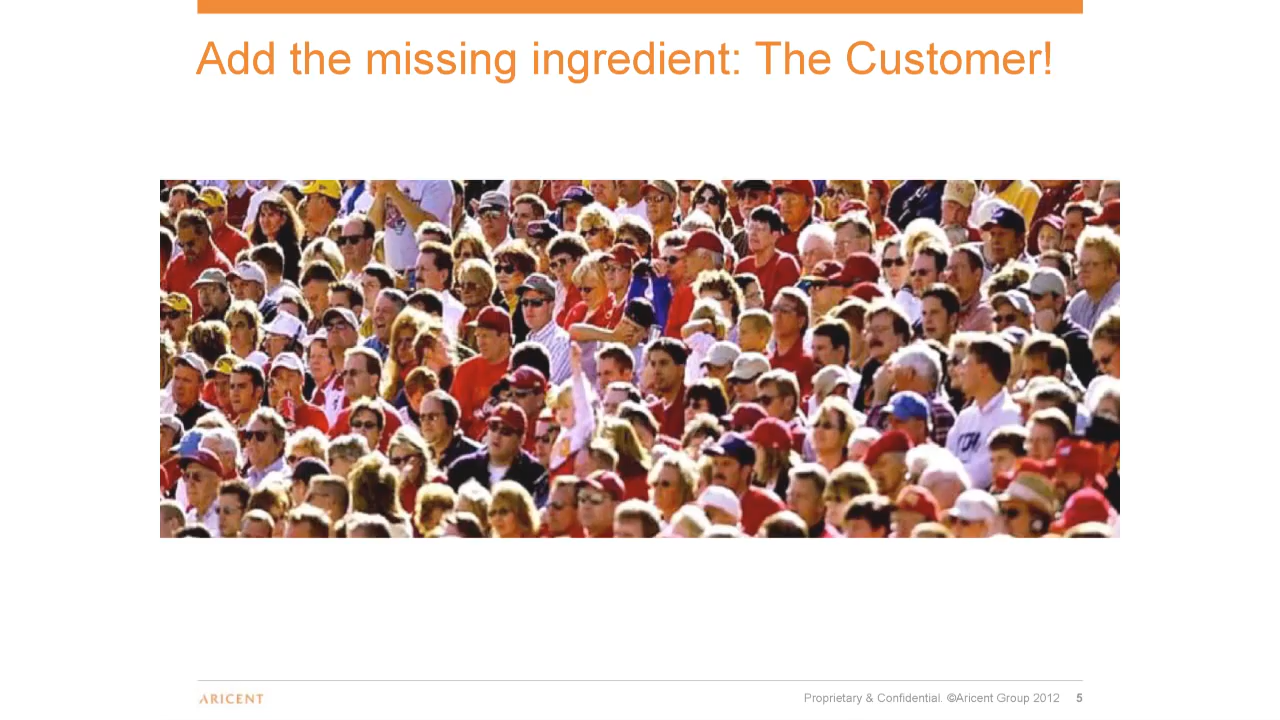 Add the missing ingredient: The Customer!
ARICENT
Proprietary & Confidential. ©Aricent Group 2012 5